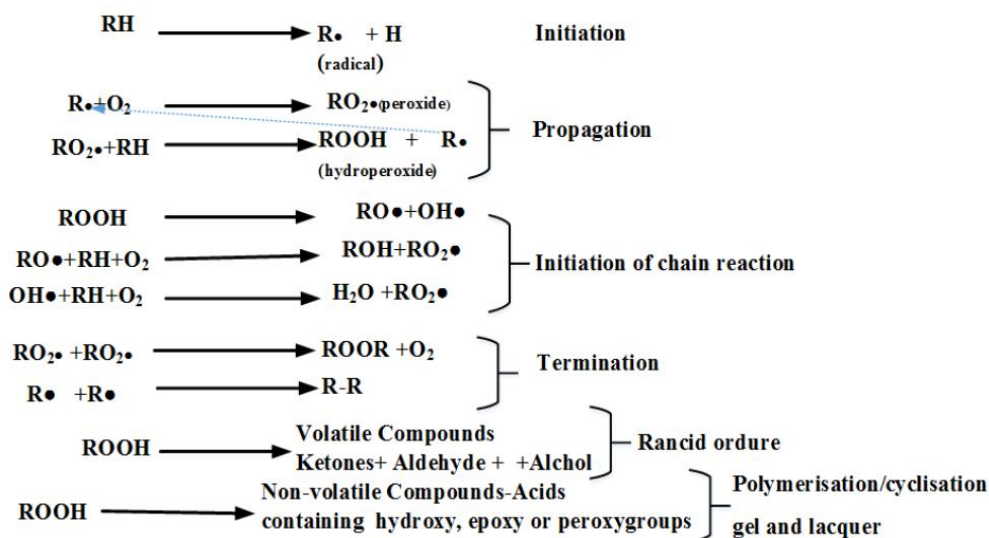 RH R• + H Initiation
(radical)
R•+O₂ RO₂•(peroxide)
Propagation
RO₂•+RH ROOH + R•
(hydroperoxide)
ROOH RO●+OH●
RO●+RH+O₂ ROH+RO₂●
Initiation of chain reaction
OH●+RH+O₂ H₂O +RO₂●
RO₂• +RO₂• ROOR +O₂
Termination
R● +R● R-R
Volatile Compounds
ROOH Rancid ordure
Ketones+ Aldehyde + +Alchol
Non-volatile Compounds-Acids Polymerisation/cyclisation
ROOH
containing hydroxy, epoxy or peroxygroups gel and lacquer